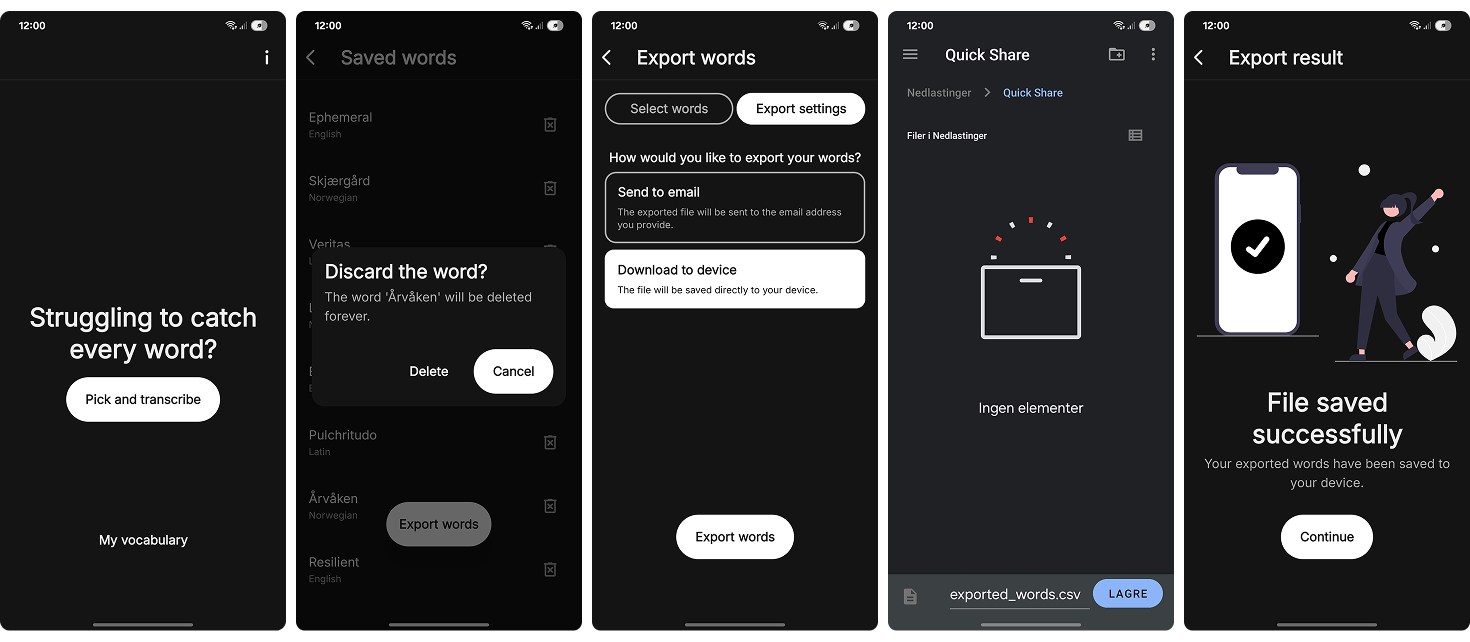 12:00
Struggling to catch
every word?
Pick and transcribe
My vocabulary
12:00
Saved words
Ephemeral
English
Skjærgård
Norwegian
Veritas
Discard the word?
The word 'Årvåken' will be deleted
forever.
Delete
Cancel
Pulchritudo
Latin
Årvåken
Norwegian
Export words
Resilient
English
12:00
Export words
Select words
Export settings
How would you like to export your words?
Send to email
The exported file will be sent to the email address
you provide.
Download to device
The file will be saved directly to your device.
Export words
12:00
Quick Share
Nedlastinger
Quick Share
Filer i Nedlastinger
Ingen elementer
exported_words.csv
LAGRE
12:00
Export result
File saved
successfully
Your exported words have been saved to
your device.
Continue